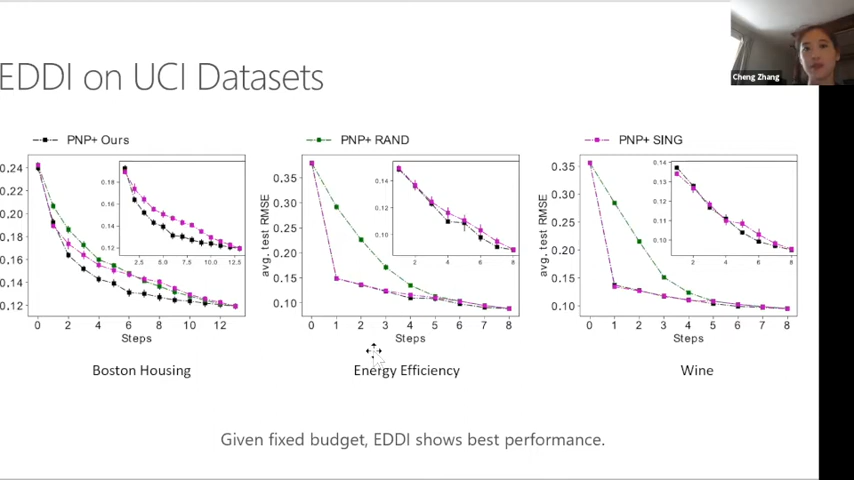 Cheng Zhang
EDDI on UCI Datasets
PNP+ Ours
PNP+ RAND
PNP+ SING
0.24
0.22
0.20
0.18
0.16
0.14
0.12
0 2 4 6 8 10 12
Steps
0.18
0.16
0.14
0.12
2.5 5.0 7.5 10.0 12.5
avg. test RMSE
0.35
0.30
0.25
0.20
0.15
0.10
0 1 2 3 4 5 6 7 8
Steps
0.14
0.12
0.10
2 4 6 8
avg. test RMSE
0.35
0.30
0.25
0.20
0.15
0.10
0 1 2 3 4 5 6 7 8
Steps
0.14
0.13
0.12
0.11
0.10
2 4 6 8
Boston Housing
Energy Efficiency
Wine
Given fixed budget, EDDI shows best performance.